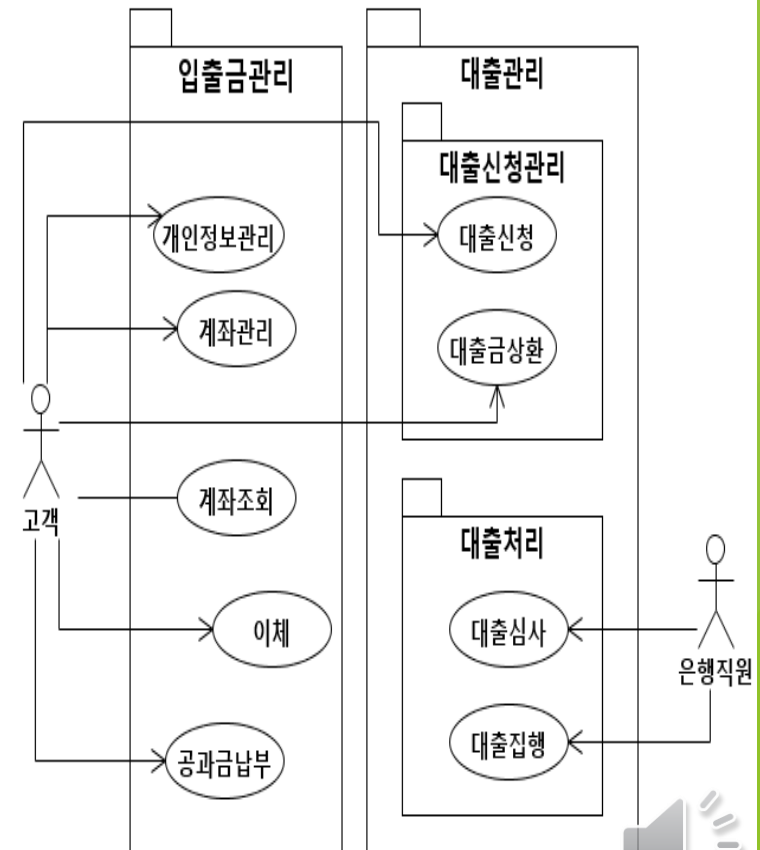 입출금관리
대출관리
대출신청관리
개인정보관리
대출신청
계좌관리
대출금상환
계좌조회
고객
대출처리
이체
대출심사
은행직원
대출집행
공과금납부